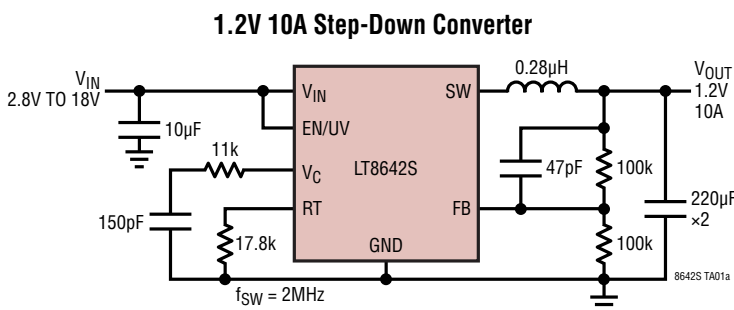 1.2V 10A Step-Down Converter
VIN
2.8V TO 18V
10µF
11k
150pF
17.8k
fSW = 2MHz
VIN
EN/UV
VC
RT
LT8642S
GND
SW
FB
0.28µH
47pF
100k
100k
VOUT
1.2V
10A
220µF
×2
8642S TA01a